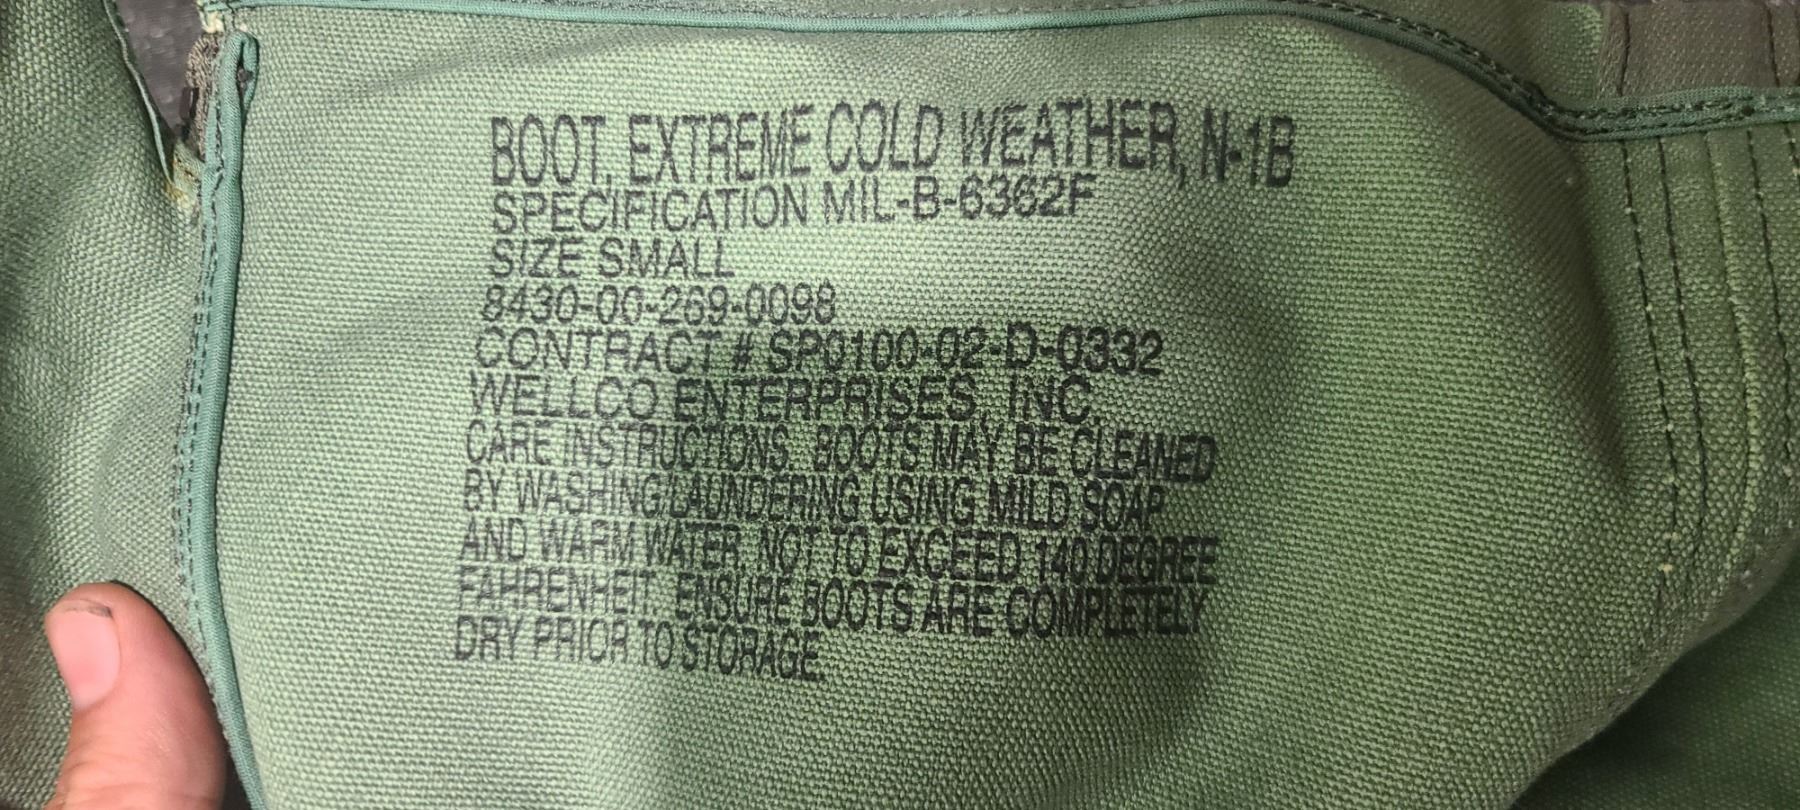 BOOT, EXTREME COLD WEATHER, N-1B
SPECIFICATION MIL-B-6362F
SIZE SMALL
8430-00-269-0098
CONTRACT # SP0100-02-D-0332
WELLCO ENTERPRISES, INC.
CARE INSTRUCTIONS. BOOTS MAY BE CLEANED
BY WASHING/LAUNDERING USING MILD SOAP
AND WARM WATER NOT TO EXCEED 140 DEGREE
FAHRENHEIT. ENSURE BOOTS ARE COMPLETELY
DRY PRIOR TO STORAGE.